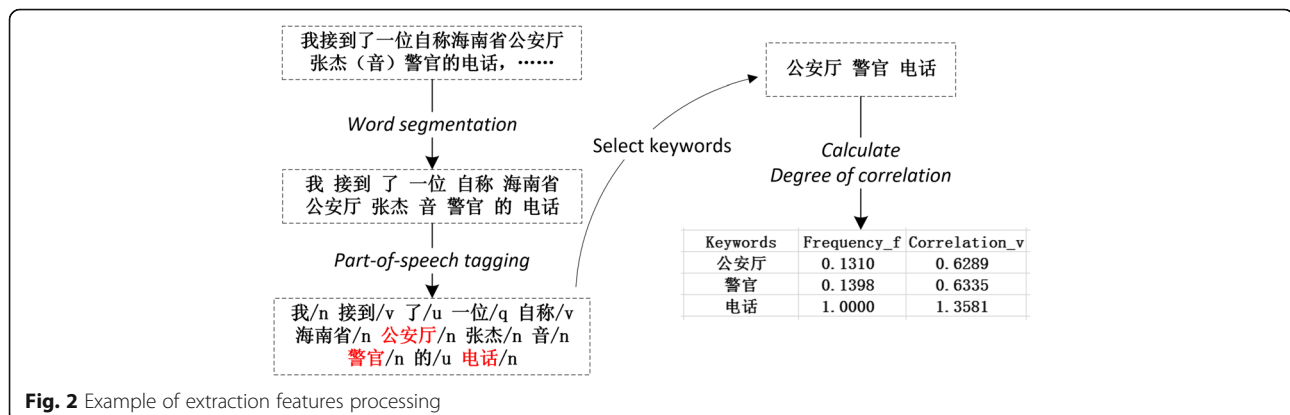 我接到了一位自称海南省公安厅
张杰（音）警官的电话，……
Word segmentation
我 接到 了 一位 自称 海南省
公安厅 张杰 音 警官 的 电话
Part-of-speech tagging
我/n 接到/v 了/u 一位/q 自称/v
海南省/n 公安厅/n 张杰/n 音/n
警官/n 的/u 电话/n
Select keywords
公安厅 警官 电话
Calculate
Degree of correlation
Keywords Frequency_f Correlation_v
公安厅 0.1310 0.6289
警官 0.1398 0.6335
电话 1.0000 1.3581
Fig. 2 Example of extraction features processing